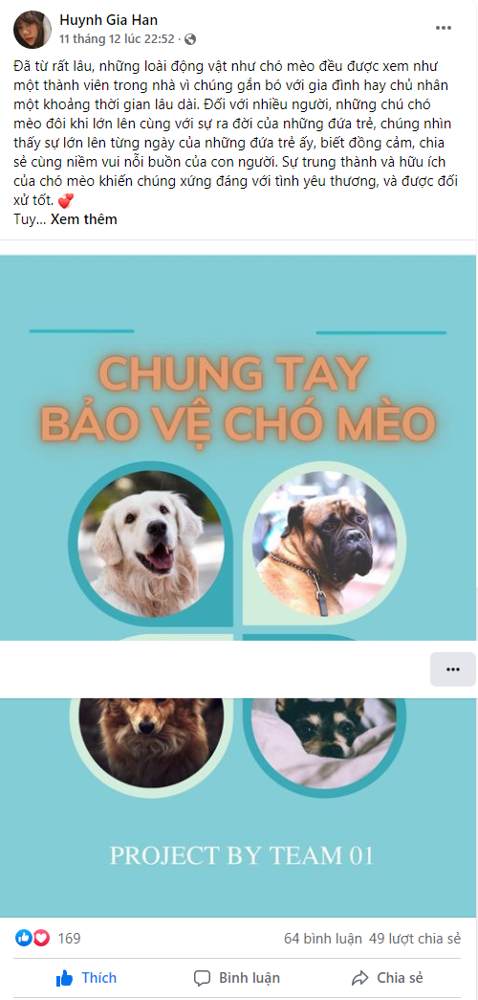 Huynh Gia Han
11 tháng 12 lúc 22:52 ·
Đã từ rất lâu, những loài động vật như chó mèo đều được xem như
một thành viên trong nhà vì chúng gắn bó với gia đình hay chủ nhân
một khoảng thời gian lâu dài. Đối với nhiều người, những chú chó
mèo đôi khi lớn lên cùng với sự ra đời của những đứa trẻ, chúng nhìn
thấy sự lớn lên từng ngày của những đứa trẻ ấy, biết đồng cảm, chia
sẻ cùng niềm vui nỗi buồn của con người. Sự trung thành và hữu ích
của chó mèo khiến chúng xứng đáng với tình yêu thương, và được đối
xử tốt. 💕
Tuy... Xem thêm
CHUNG TAY
BẢO VỆ CHÓ MÈO
PROJECT BY TEAM 01
169 64 bình luận 49 lượt chia sẻ
Thích Bình luận Chia sẻ